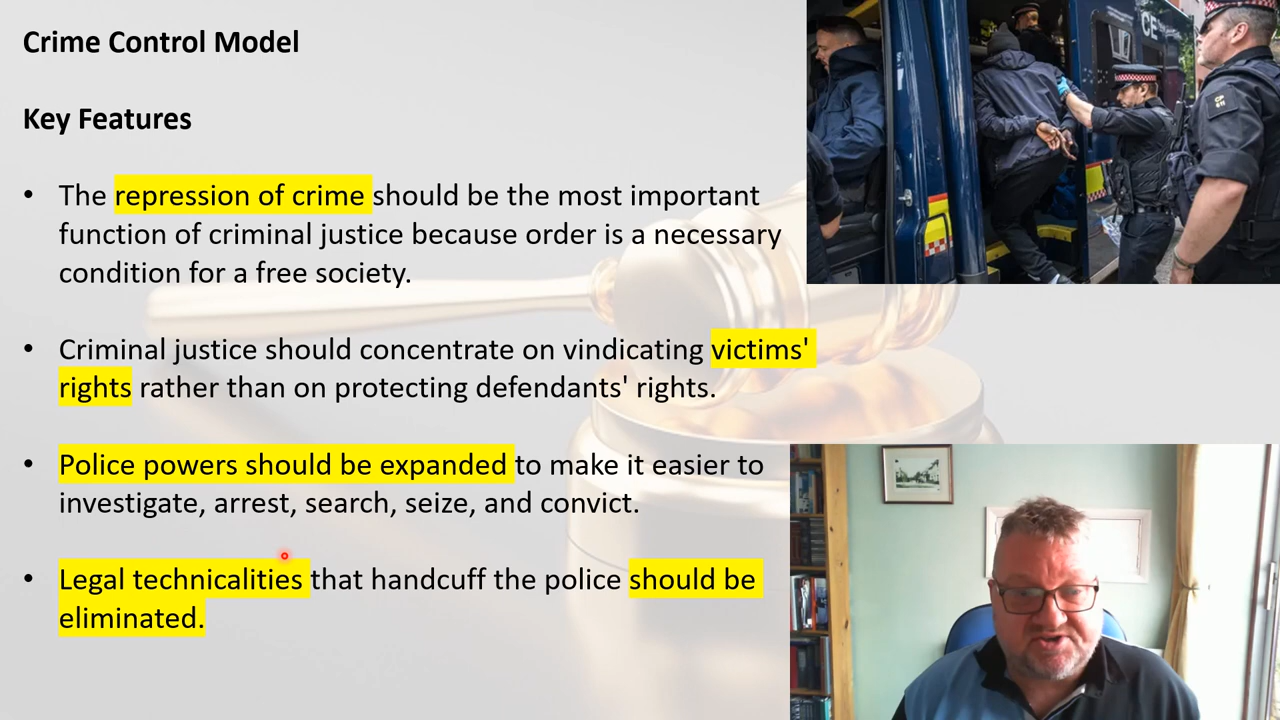 Crime Control Model
Key Features
• The repression of crime should be the most important
function of criminal justice because order is a necessary
condition for a free society.
• Criminal justice should concentrate on vindicating victims'
rights rather than on protecting defendants' rights.
• Police powers should be expanded to make it easier to
investigate, arrest, search, seize, and convict.
• Legal technicalities that handcuff the police should be
eliminated.
CE
CP